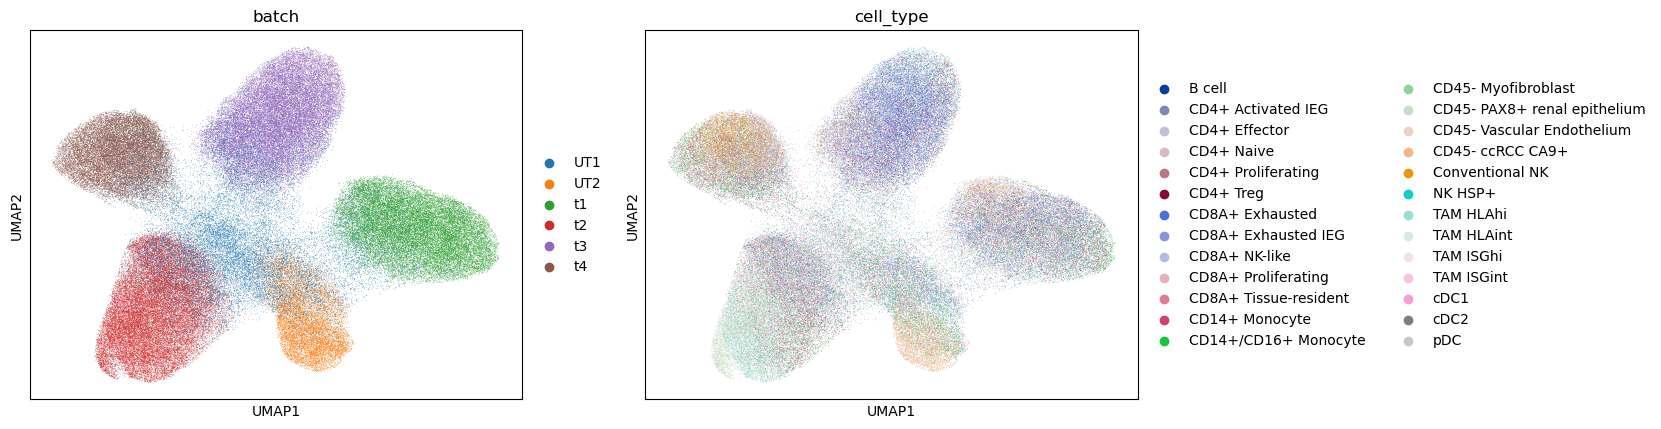 batch
UMAP2
UMAP1
UT1
UT2
t1
t2
t3
t4
cell_type
UMAP2
UMAP1
B cell
CD4+ Activated IEG
CD4+ Effector
CD4+ Naive
CD4+ Proliferating
CD4+ Treg
CD8A+ Exhausted
CD8A+ Exhausted IEG
CD8A+ NK-like
CD8A+ Proliferating
CD8A+ Tissue-resident
CD14+ Monocyte
CD14+/CD16+ Monocyte
CD45- Myofibroblast
CD45- PAX8+ renal epithelium
CD45- Vascular Endothelium
CD45- ccRCC CA9+
Conventional NK
NK HSP+
TAM HLAhi
TAM HLAint
TAM ISGhi
TAM ISGint
cDC1
cDC2
pDC